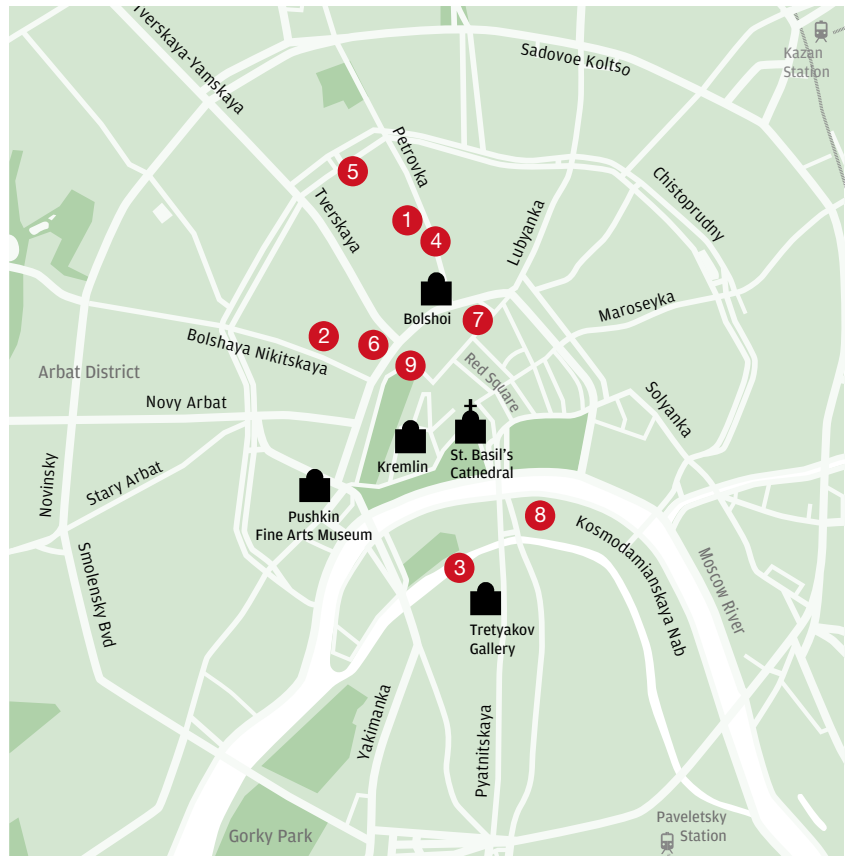 Tverskaya-Yamskaya
Sadovoe Koltso
Kazan
Station
Petrovka
5
Chistoprudny
Tverskaya
1
4
Lubyanka
Bolshoi
Maroseyka
7
2
6
Bolshaya Nikitskaya
9
Red Square
Arbat District
Novy Arbat
Solyanka
Kremlin
St. Basil's
Cathedral
Novinsky
Stary Arbat
Pushkin
Fine Arts Museum
8
Kosmodamianskaya Nab
Moscow River
Smolensky Bvd
3
Tretyakov
Gallery
Yakimanka
Pyatnitskaya
Gorky Park
Paveletsky
Station